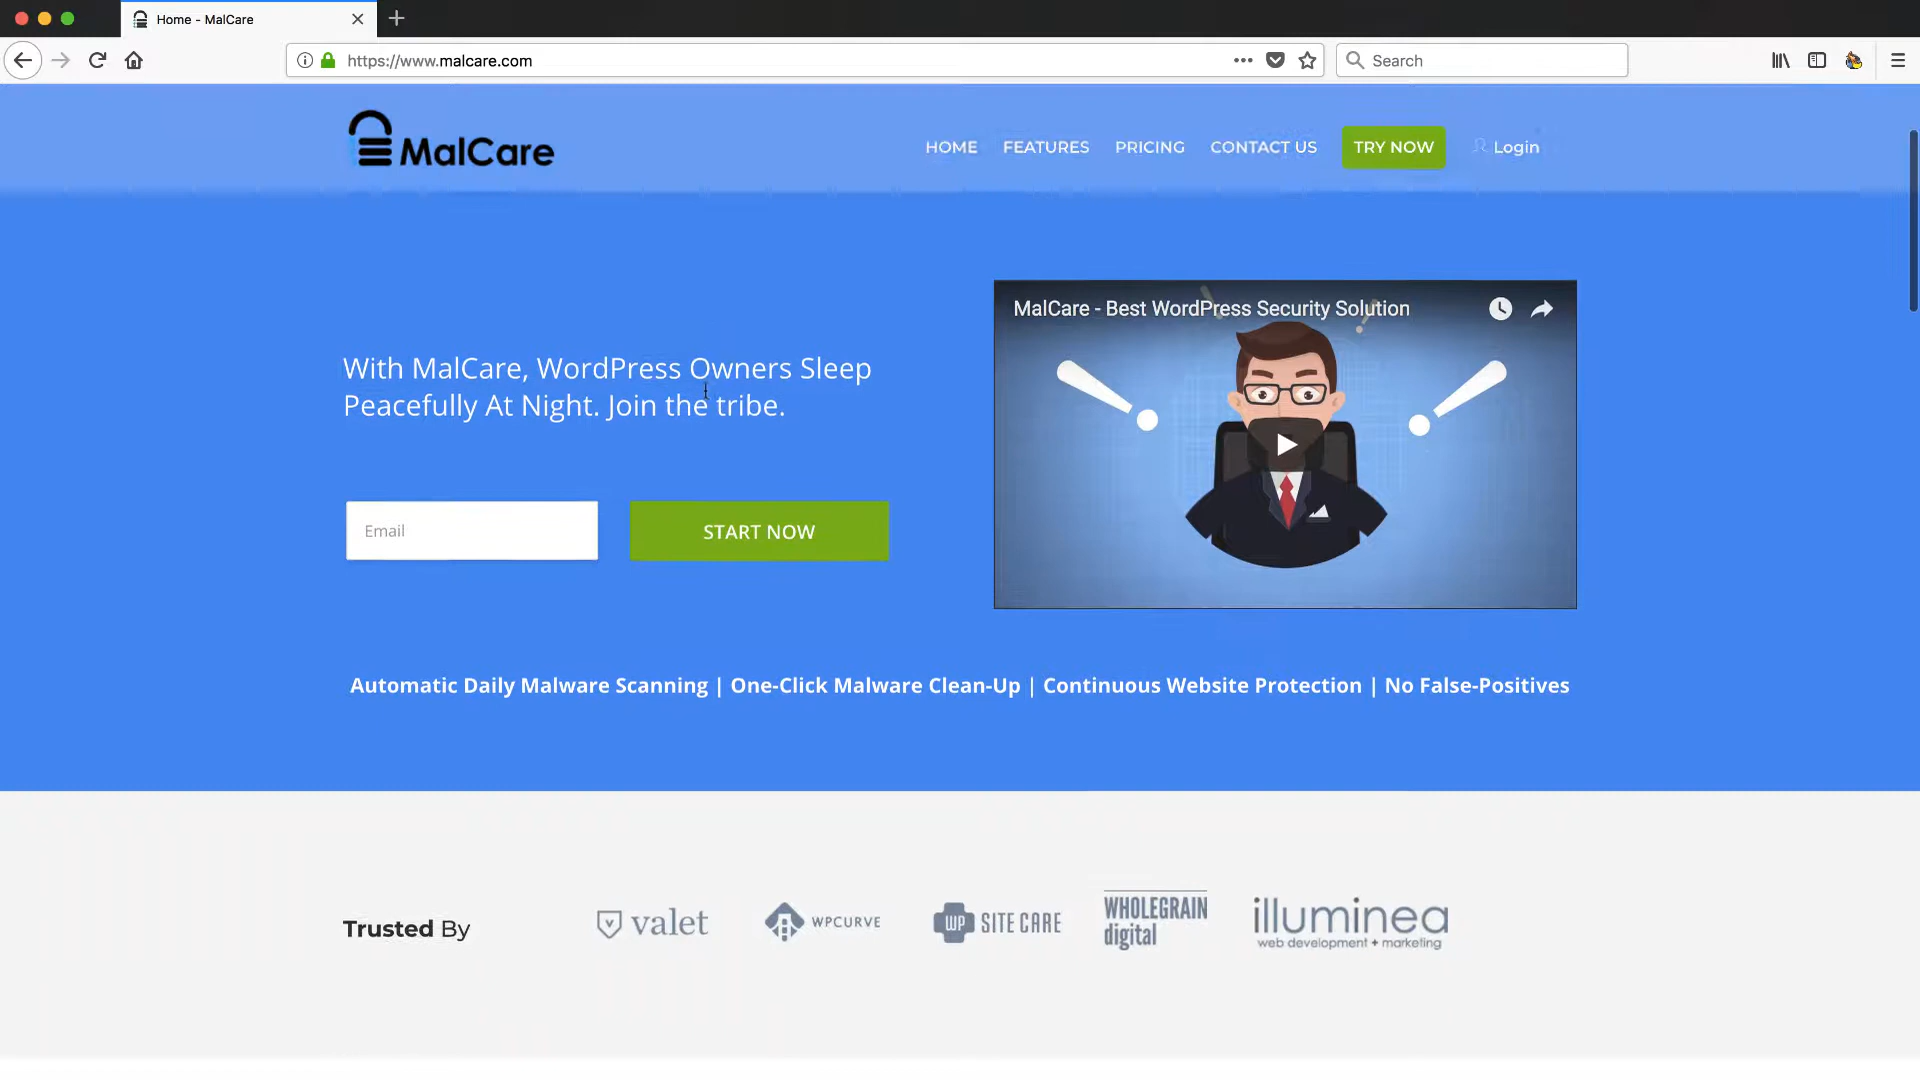 Home - MalCare
https://www.malcare.com
Search
MalCare
HOME
FEATURES
PRICING
CONTACT US
TRY NOW
Login
MalCare - Best WordPress Security Solution
With MalCare, WordPress Owners Sleep
Peacefully At Night. Join the tribe.
Email
START NOW
Automatic Daily Malware Scanning | One-Click Malware Clean-Up | Continuous Website Protection | No False-Positives
Trusted By
valet
WPCURVE
WP SITE CARE
WHOLEGRAIN
digital
illuminea
web development + marketing